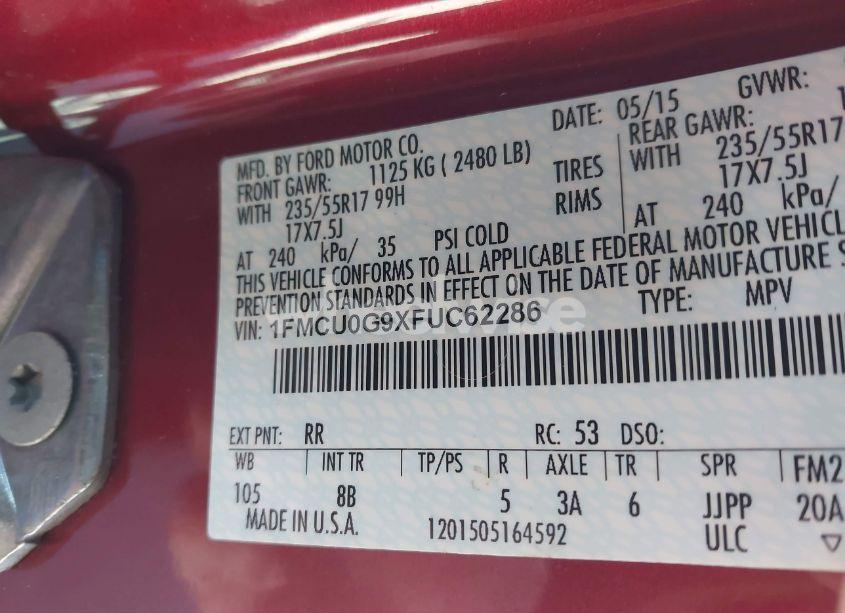 DATE: 05/15 GVWR:
MFD. BY FORD MOTOR CO.
FRONT GAWR: 1125 KG ( 2480 LB) REAR GAWR:
WITH 235/55R17 99H TIRES WITH 235/55R17
17X7.5J RIMS 17X7.5J
AT 240 kPa/ 35 PSI COLD AT 240 kPa/
THIS VEHICLE CONFORMS TO ALL APPLICABLE FEDERAL MOTOR VEHICL
PREVENTION STANDARDS IN EFFECT ON THE DATE OF MANUFACTURE S
VIN: 1FMCU0G9XFUC62286 TYPE: MPV
EXT PNT: RR RC: 53 DSO:
WB INT TR TP/PS R AXLE TR SPR FM2
105 8B 5 3A 6 JJPP 20A
MADE IN U.S.A. 1201505164592 ULC